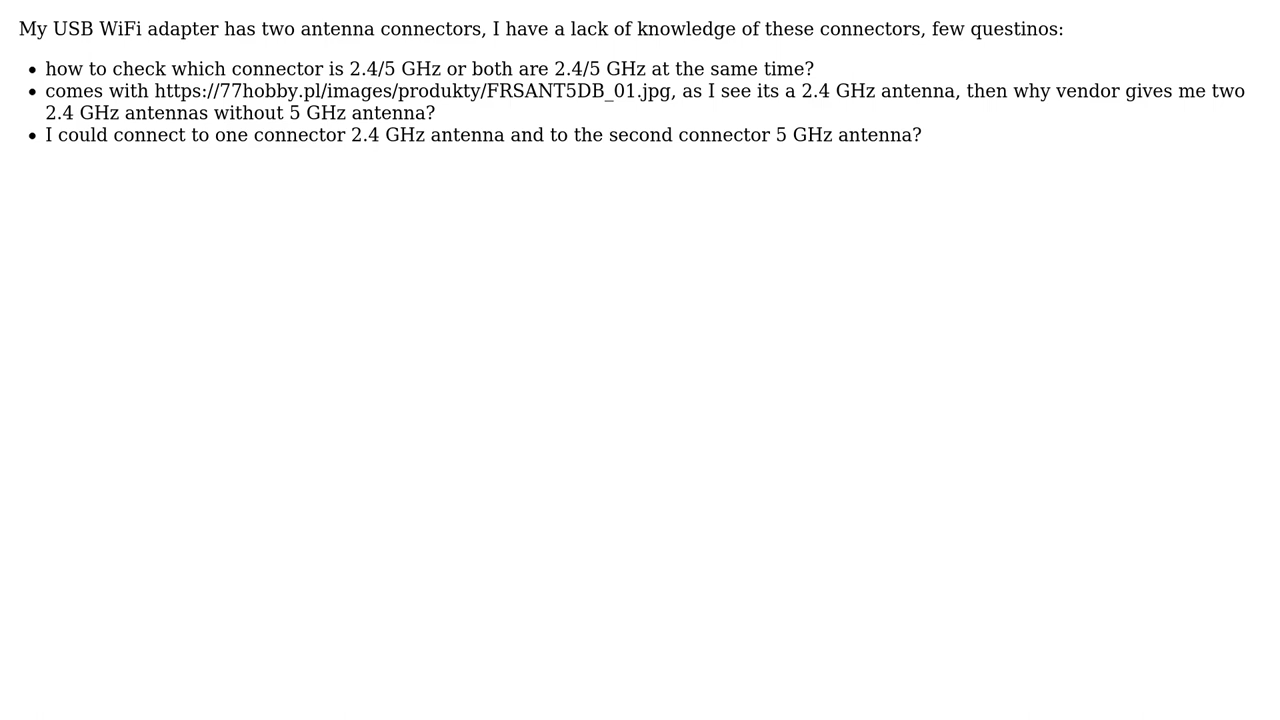 My USB WiFi adapter has two antenna connectors, I have a lack of knowledge of these connectors, few questinos:
• how to check which connector is 2.4/5 GHz or both are 2.4/5 GHz at the same time?
• comes with https://77hobby.pl/images/produkty/FRSANT5DB_01.jpg, as I see its a 2.4 GHz antenna, then why vendor gives me two
2.4 GHz antennas without 5 GHz antenna?
• I could connect to one connector 2.4 GHz antenna and to the second connector 5 GHz antenna?